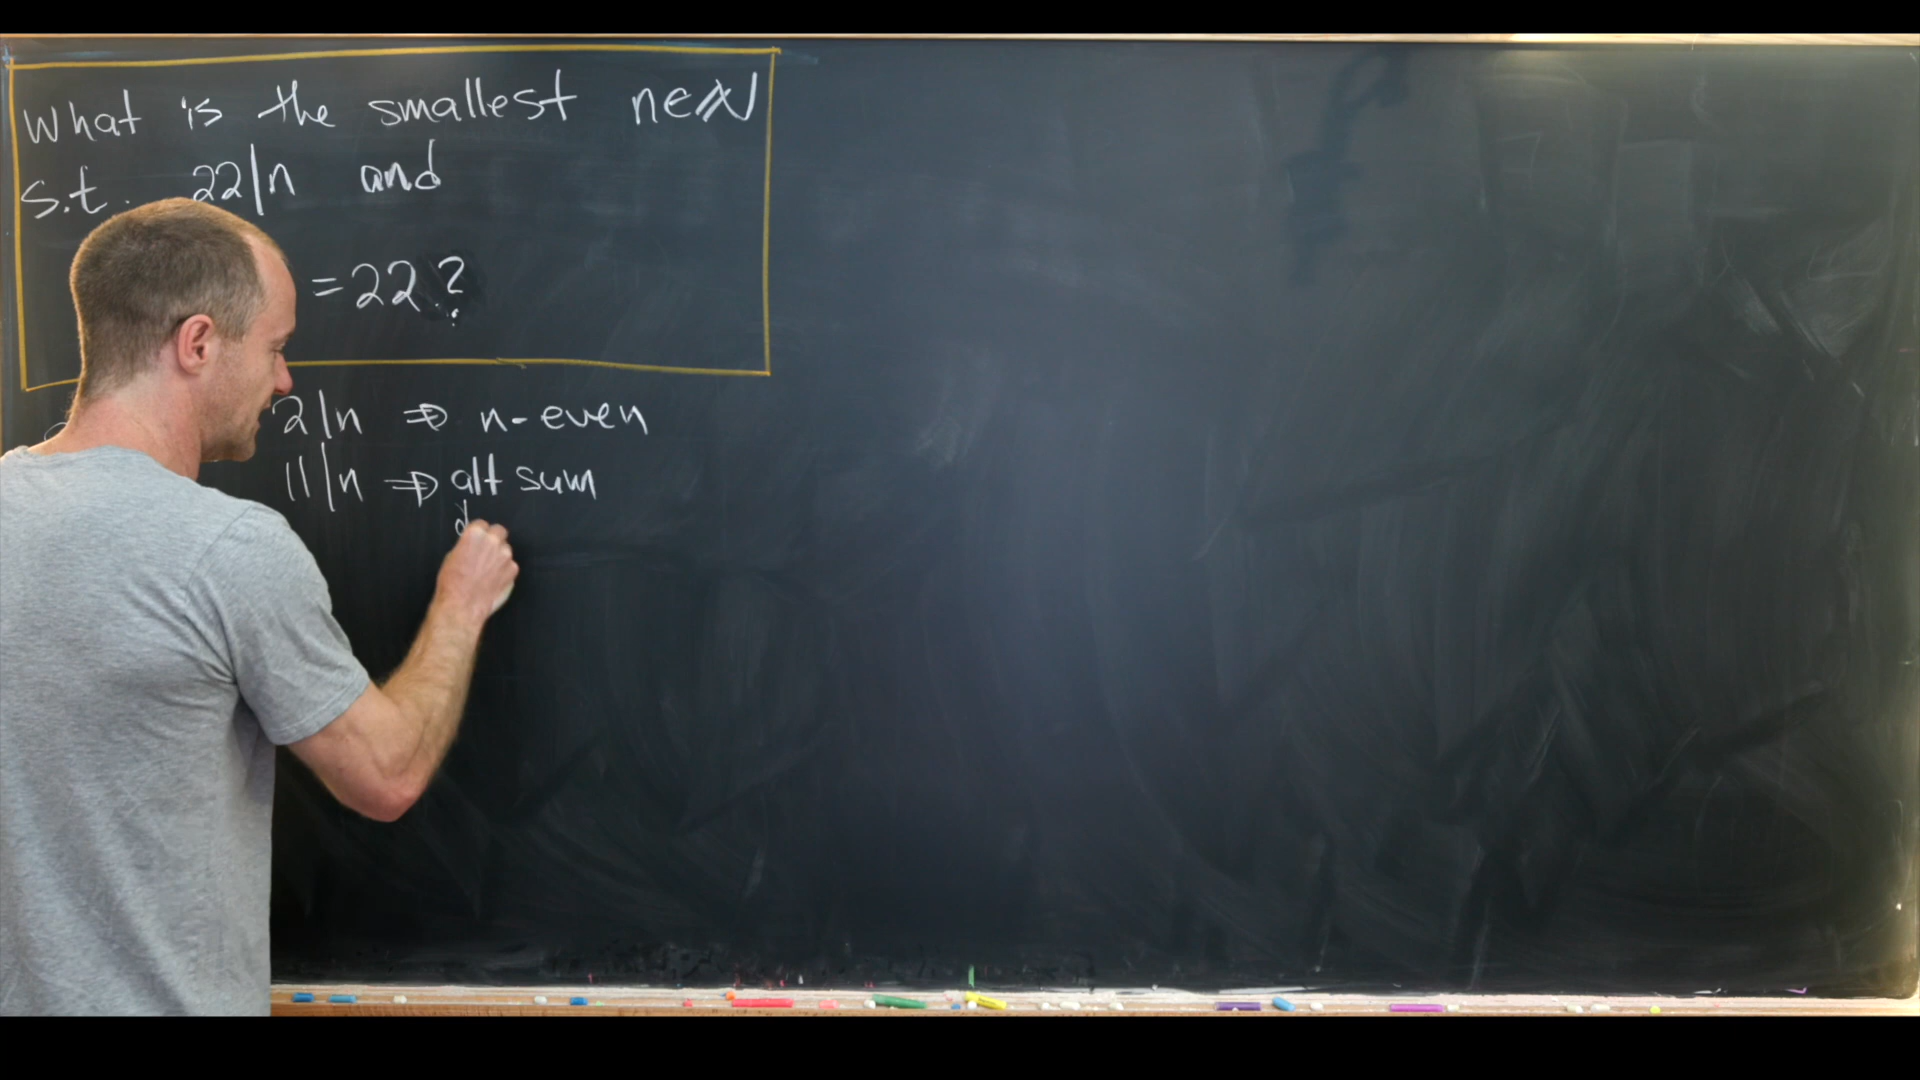 What is the smallest n∈ℕ
s.t. 22|n and
=22?
2|n ⇒ n-even
11|n ⇒ alt sum
d